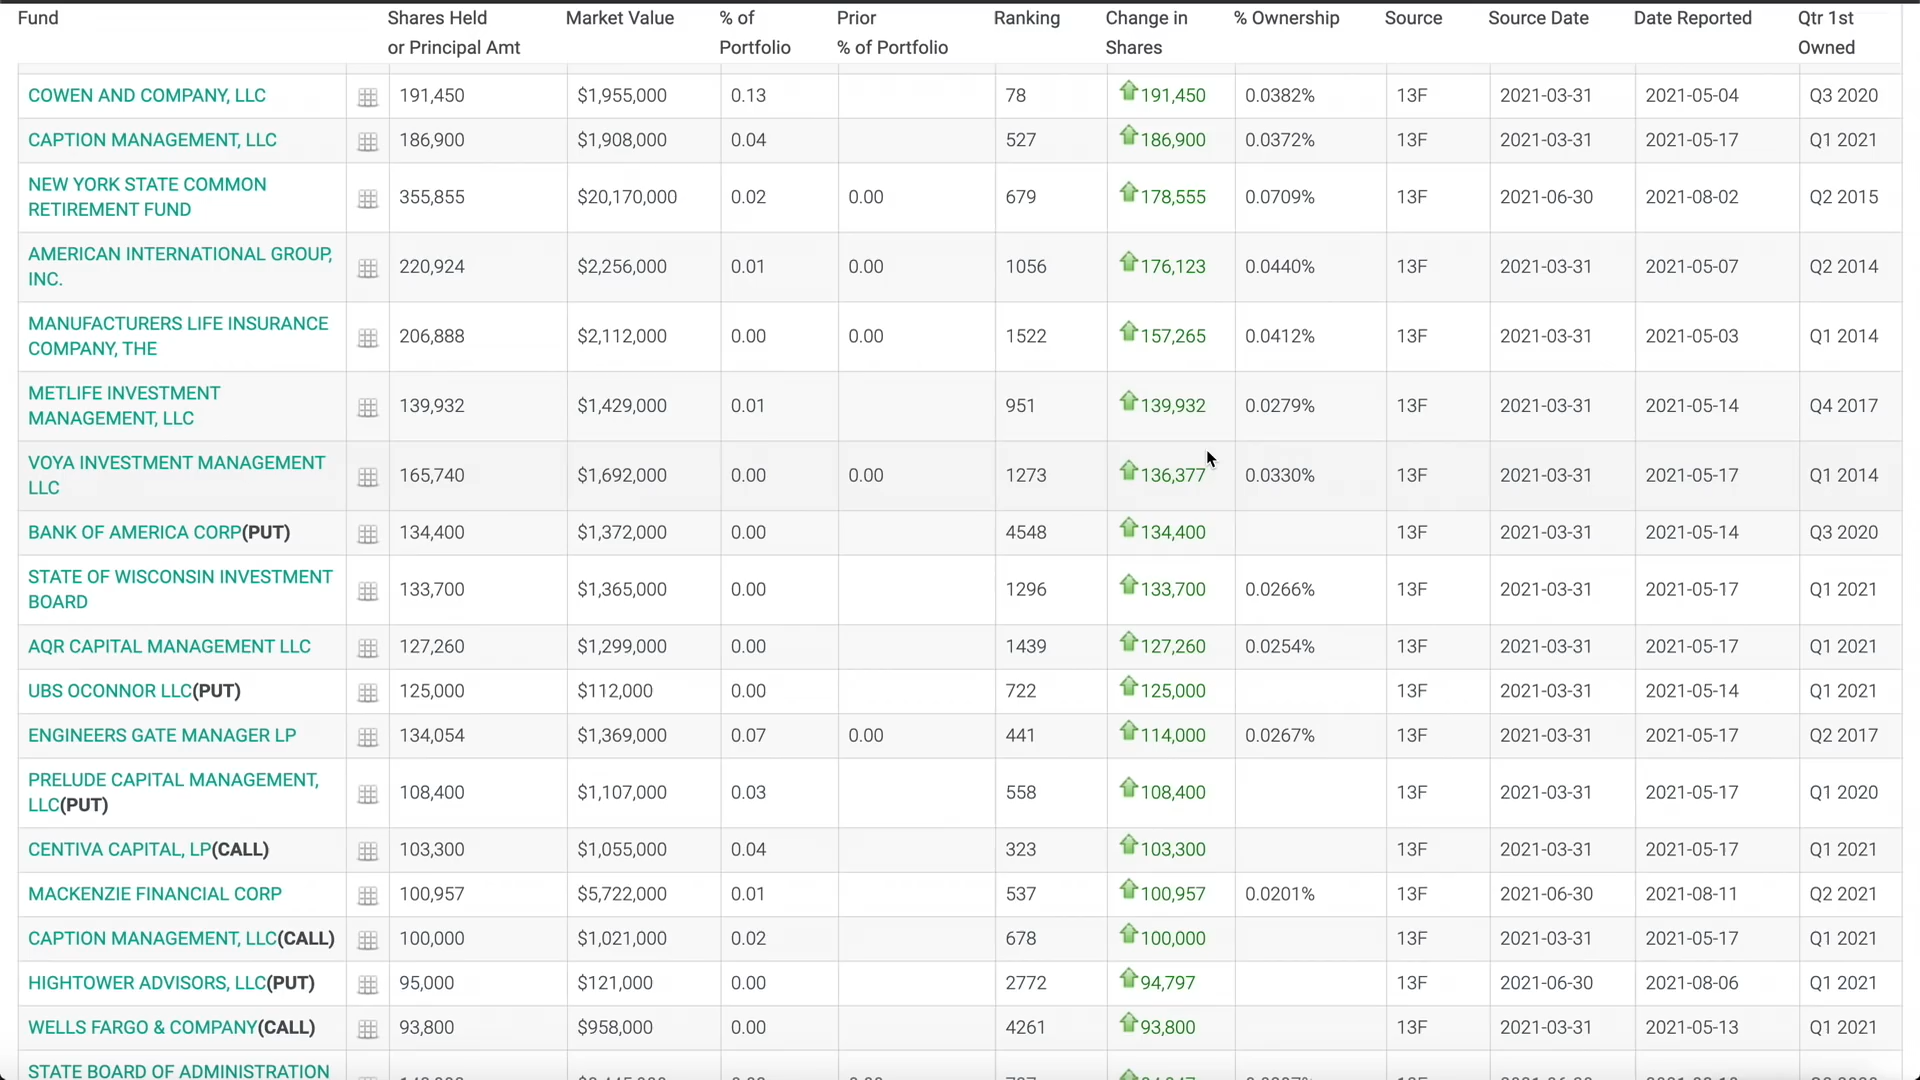 Fund Shares Held Market Value % of Prior Ranking Change in % Ownership Source Source Date Date Reported Qtr 1st
or Principal Amt Portfolio % of Portfolio Shares Owned
COWEN AND COMPANY, LLC 191,450 $1,955,000 0.13 78 191,450 0.0382% 13F 2021-03-31 2021-05-04 Q3 2020
CAPTION MANAGEMENT, LLC 186,900 $1,908,000 0.04 527 186,900 0.0372% 13F 2021-03-31 2021-05-17 Q1 2021
NEW YORK STATE COMMON
RETIREMENT FUND 355,855 $20,170,000 0.02 0.00 679 178,555 0.0709% 13F 2021-06-30 2021-08-02 Q2 2015
AMERICAN INTERNATIONAL GROUP,
INC. 220,924 $2,256,000 0.01 0.00 1056 176,123 0.0440% 13F 2021-03-31 2021-05-07 Q2 2014
MANUFACTURERS LIFE INSURANCE
COMPANY, THE 206,888 $2,112,000 0.00 0.00 1522 157,265 0.0412% 13F 2021-03-31 2021-05-03 Q1 2014
METLIFE INVESTMENT
MANAGEMENT, LLC 139,932 $1,429,000 0.01 951 139,932 0.0279% 13F 2021-03-31 2021-05-14 Q4 2017
VOYA INVESTMENT MANAGEMENT
LLC 165,740 $1,692,000 0.00 0.00 1273 136,377 0.0330% 13F 2021-03-31 2021-05-17 Q1 2014
BANK OF AMERICA CORP(PUT) 134,400 $1,372,000 0.00 4548 134,400 13F 2021-03-31 2021-05-14 Q3 2020
STATE OF WISCONSIN INVESTMENT
BOARD 133,700 $1,365,000 0.00 1296 133,700 0.0266% 13F 2021-03-31 2021-05-17 Q1 2021
AQR CAPITAL MANAGEMENT LLC 127,260 $1,299,000 0.00 1439 127,260 0.0254% 13F 2021-03-31 2021-05-17 Q1 2021
UBS OCONNOR LLC(PUT) 125,000 $112,000 0.00 722 125,000 13F 2021-03-31 2021-05-14 Q1 2021
ENGINEERS GATE MANAGER LP 134,054 $1,369,000 0.07 0.00 441 114,000 0.0267% 13F 2021-03-31 2021-05-17 Q2 2017
PRELUDE CAPITAL MANAGEMENT,
LLC(PUT) 108,400 $1,107,000 0.03 558 108,400 13F 2021-03-31 2021-05-17 Q1 2020
CENTIVA CAPITAL, LP(CALL) 103,300 $1,055,000 0.04 323 103,300 13F 2021-03-31 2021-05-17 Q1 2021
MACKENZIE FINANCIAL CORP 100,957 $5,722,000 0.01 537 100,957 0.0201% 13F 2021-06-30 2021-08-11 Q2 2021
CAPTION MANAGEMENT, LLC(CALL) 100,000 $1,021,000 0.02 678 100,000 13F 2021-03-31 2021-05-17 Q1 2021
HIGHTOWER ADVISORS, LLC(PUT) 95,000 $121,000 0.00 2772 94,797 13F 2021-06-30 2021-08-06 Q1 2021
WELLS FARGO & COMPANY(CALL) 93,800 $958,000 0.00 4261 93,800 13F 2021-03-31 2021-05-13 Q1 2021
STATE BOARD OF ADMINISTRATION